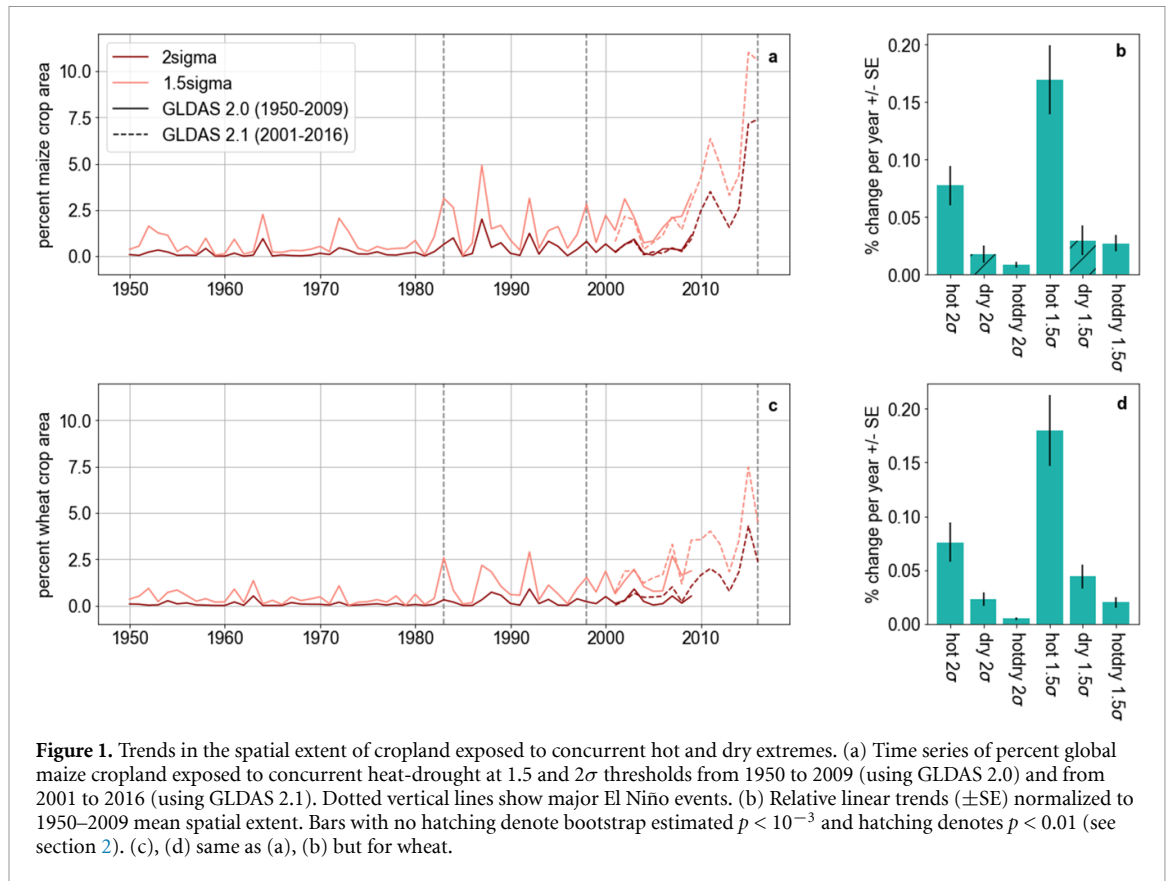 percent maize crop area
10.0
7.5
5.0
2.5
0.0
2sigma
1.5sigma
GLDAS 2.0 (1950-2009)
GLDAS 2.1 (2001-2016)
a
1950 1960 1970 1980 1990 2000 2010
% change per year +/- SE
0.20
0.15
0.10
0.05
0.00
b
hot 2σ
dry 2σ
hotdry 2σ
hot 1.5σ
dry 1.5σ
hotdry 1.5σ
percent wheat crop area
10.0
7.5
5.0
2.5
0.0
c
1950 1960 1970 1980 1990 2000 2010
% change per year +/- SE
0.20
0.15
0.10
0.05
0.00
d
hot 2σ
dry 2σ
hotdry 2σ
hot 1.5σ
dry 1.5σ
hotdry 1.5σ
Figure 1. Trends in the spatial extent of cropland exposed to concurrent hot and dry extremes. (a) Time series of percent global
maize cropland exposed to concurrent heat-drought at 1.5 and 2σ thresholds from 1950 to 2009 (using GLDAS 2.0) and from
2001 to 2016 (using GLDAS 2.1). Dotted vertical lines show major El Niño events. (b) Relative linear trends (±SE) normalized to
1950–2009 mean spatial extent. Bars with no hatching denote bootstrap estimated p < 10⁻³ and hatching denotes p < 0.01 (see
section 2). (c), (d) same as (a), (b) but for wheat.